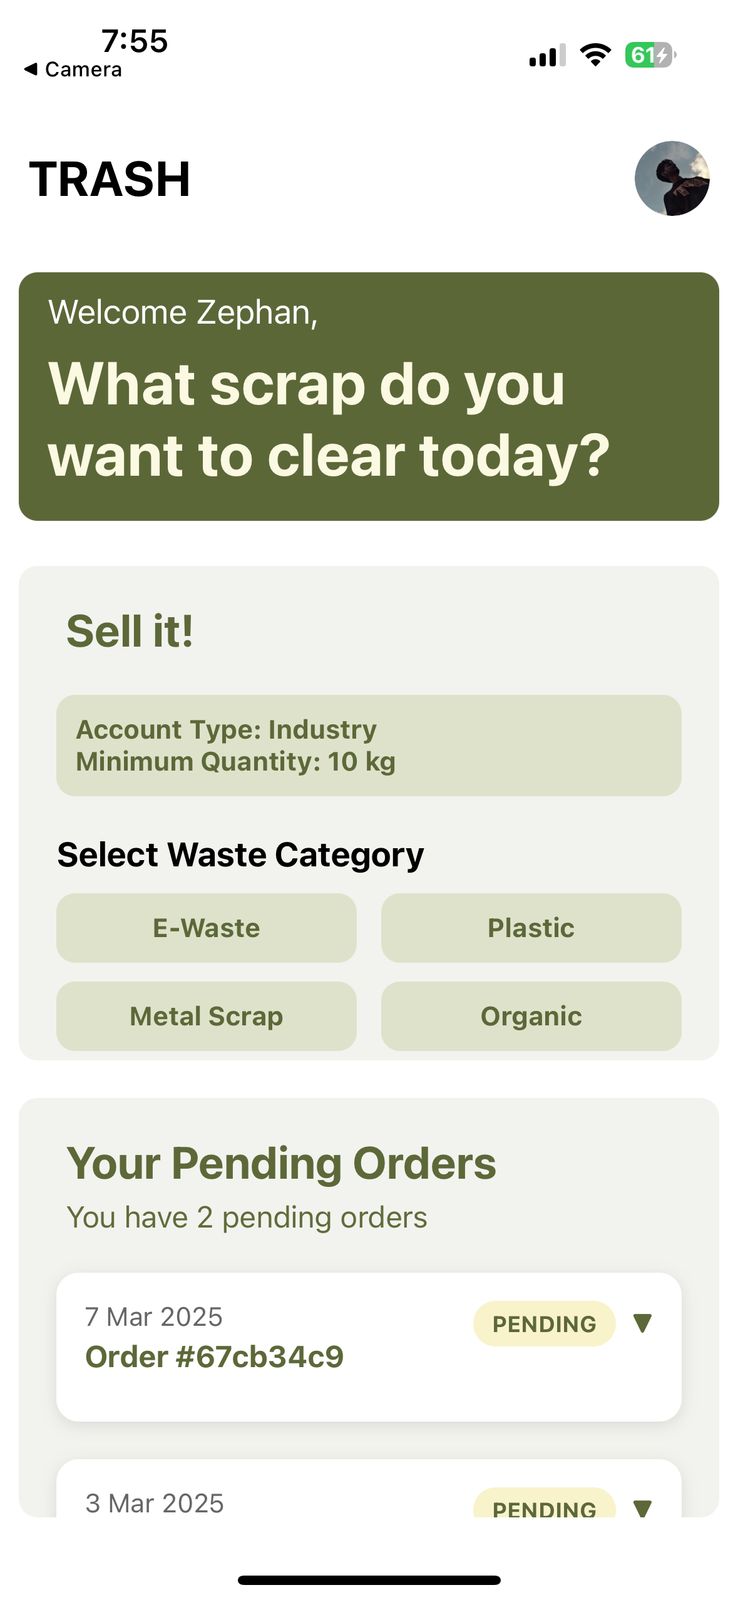 7:55
◀ Camera
61
TRASH
Welcome Zephan,
What scrap do you
want to clear today?
Sell it!
Account Type: Industry
Minimum Quantity: 10 kg
Select Waste Category
E-Waste
Plastic
Metal Scrap
Organic
Your Pending Orders
You have 2 pending orders
7 Mar 2025
PENDING ▼
Order #67cb34c9
3 Mar 2025
PENDING ▼